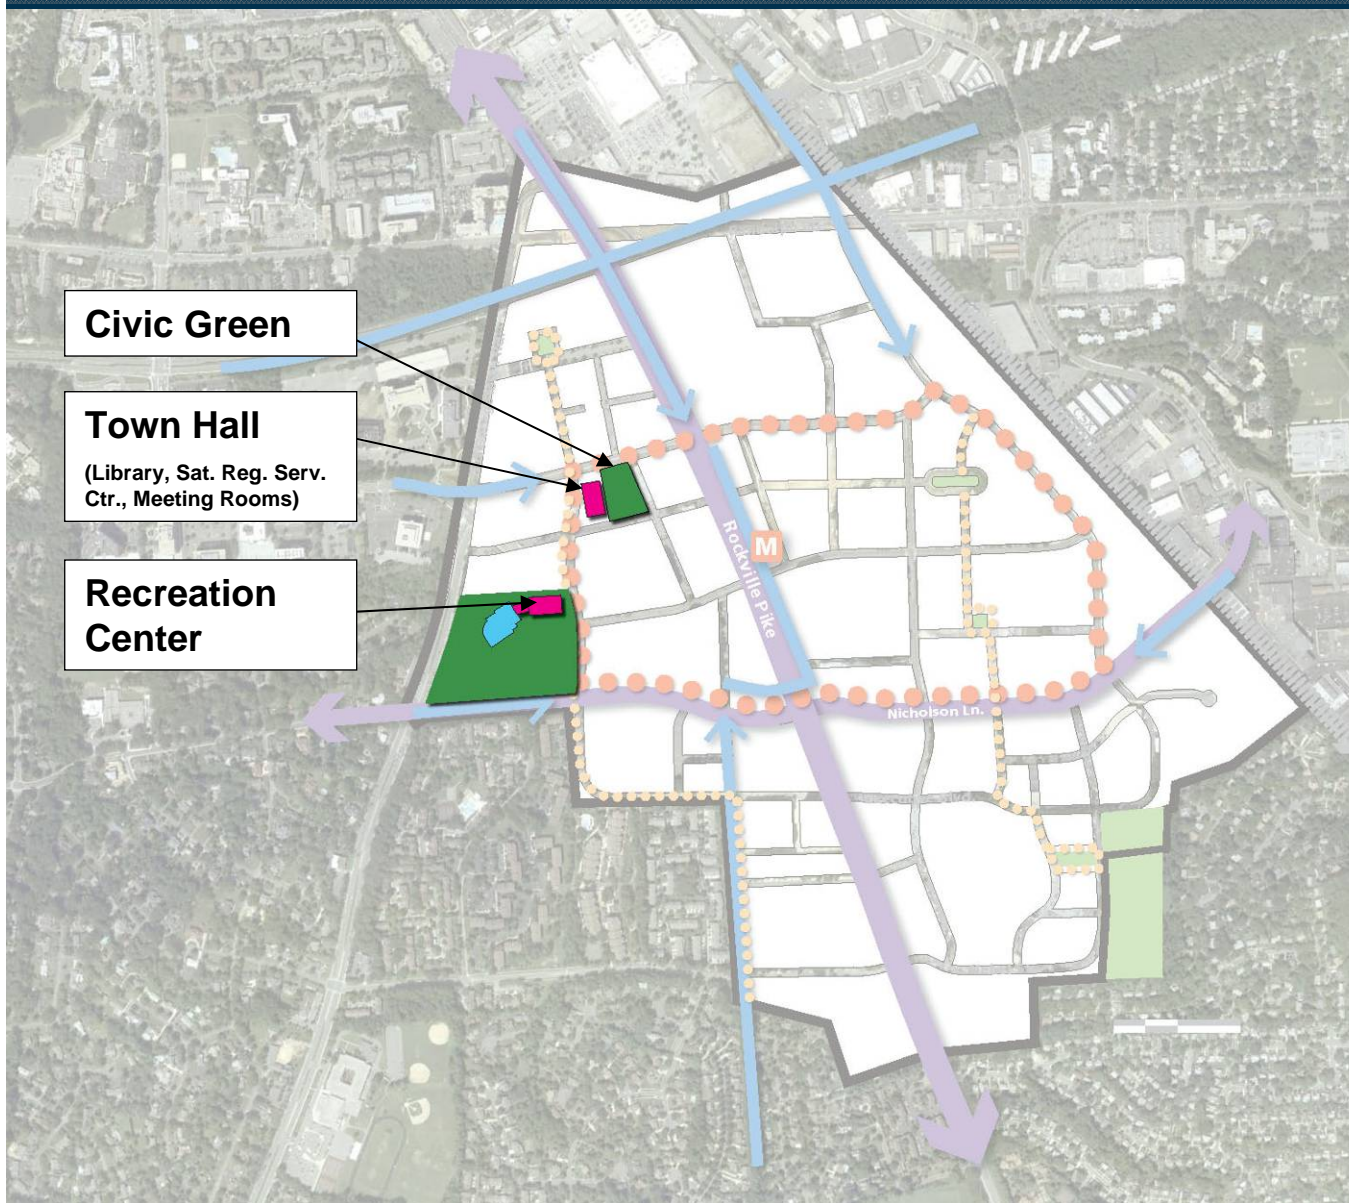 Civic Green
Town Hall
(Library, Sat. Reg. Serv.
Ctr., Meeting Rooms)
Recreation
Center
M
Rockville Pike
Nicholson Ln.